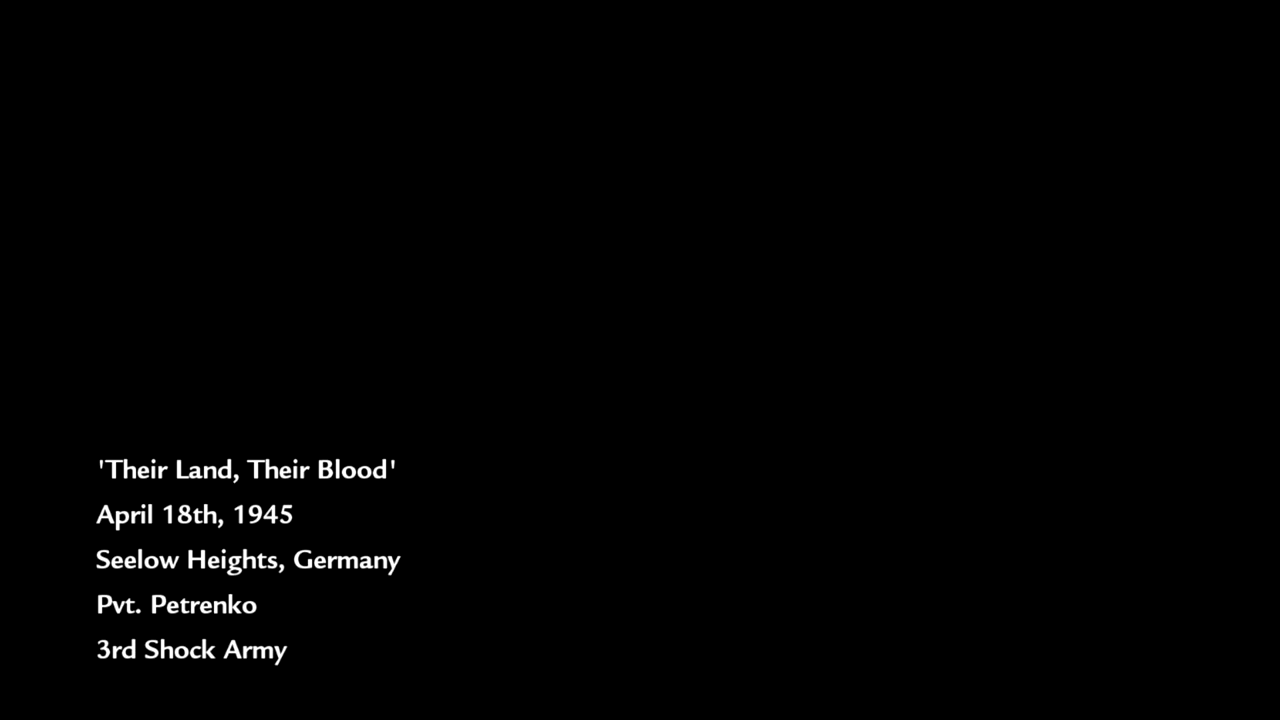 'Their Land, Their Blood'
April 18th, 1945
Seelow Heights, Germany
Pvt. Petrenko
3rd Shock Army